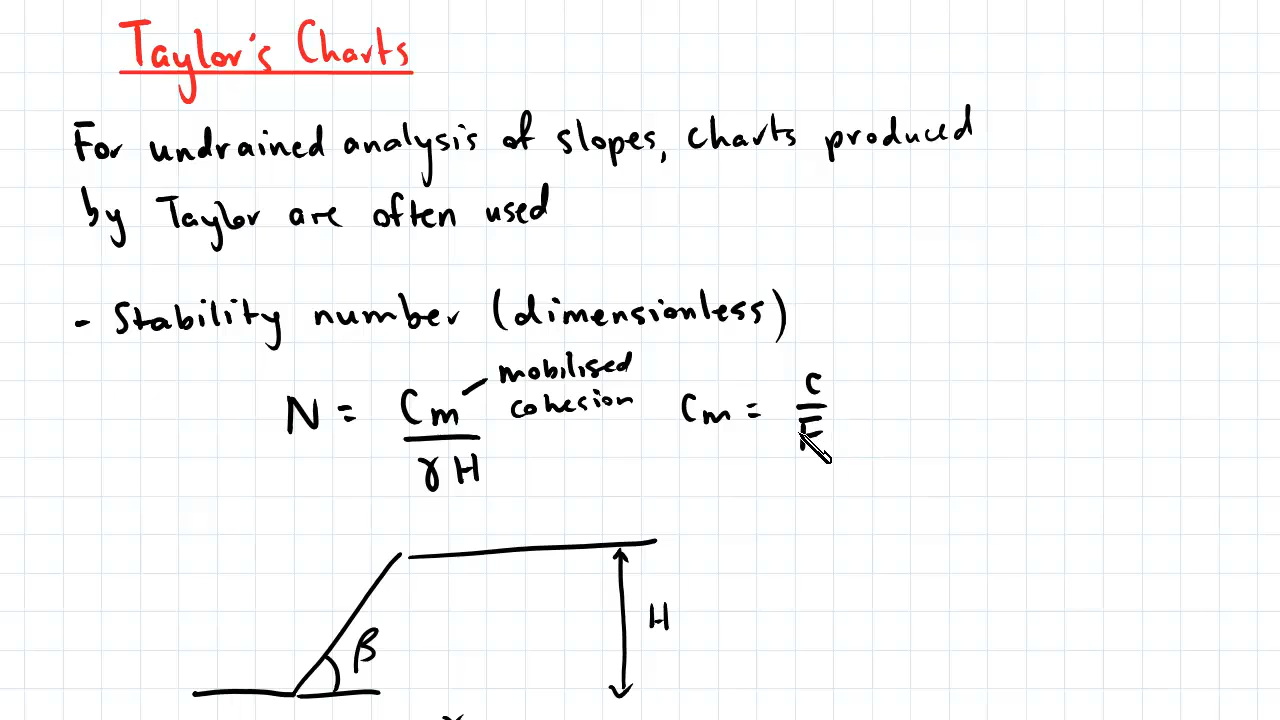 Taylor's Charts
For undrained analysis of slopes, charts produced
by Taylor are often used
- Stability number (dimensionless)
N = Cm / γH
mobilised
cohesion
Cm = C / F
β
H